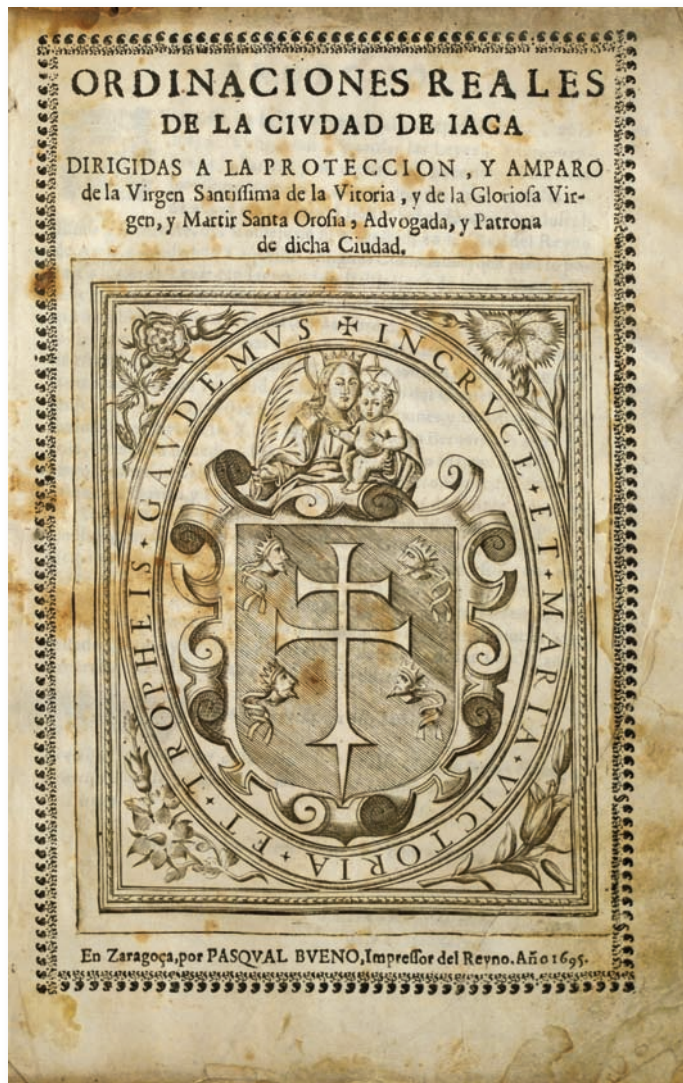 ORDINACIONES REALES
DE LA CIVDAD DE IACA
DIRIGIDAS A LA PROTECCION, Y AMPARO
de la Virgen Santiſſima de la Vitoria, y de la Glorioſa Vir-
gen, y Martir Santa Oroſia, Advogada, y Patrona
de dicha Ciudad.
✠ IN CRVCE ET · MARIA · VICTORIA · ET · TROPHEIS · GAVDEMVS
En Zaragoça, por PASQVAL BVENO, Impreſſor del Reyno. Año 1695.